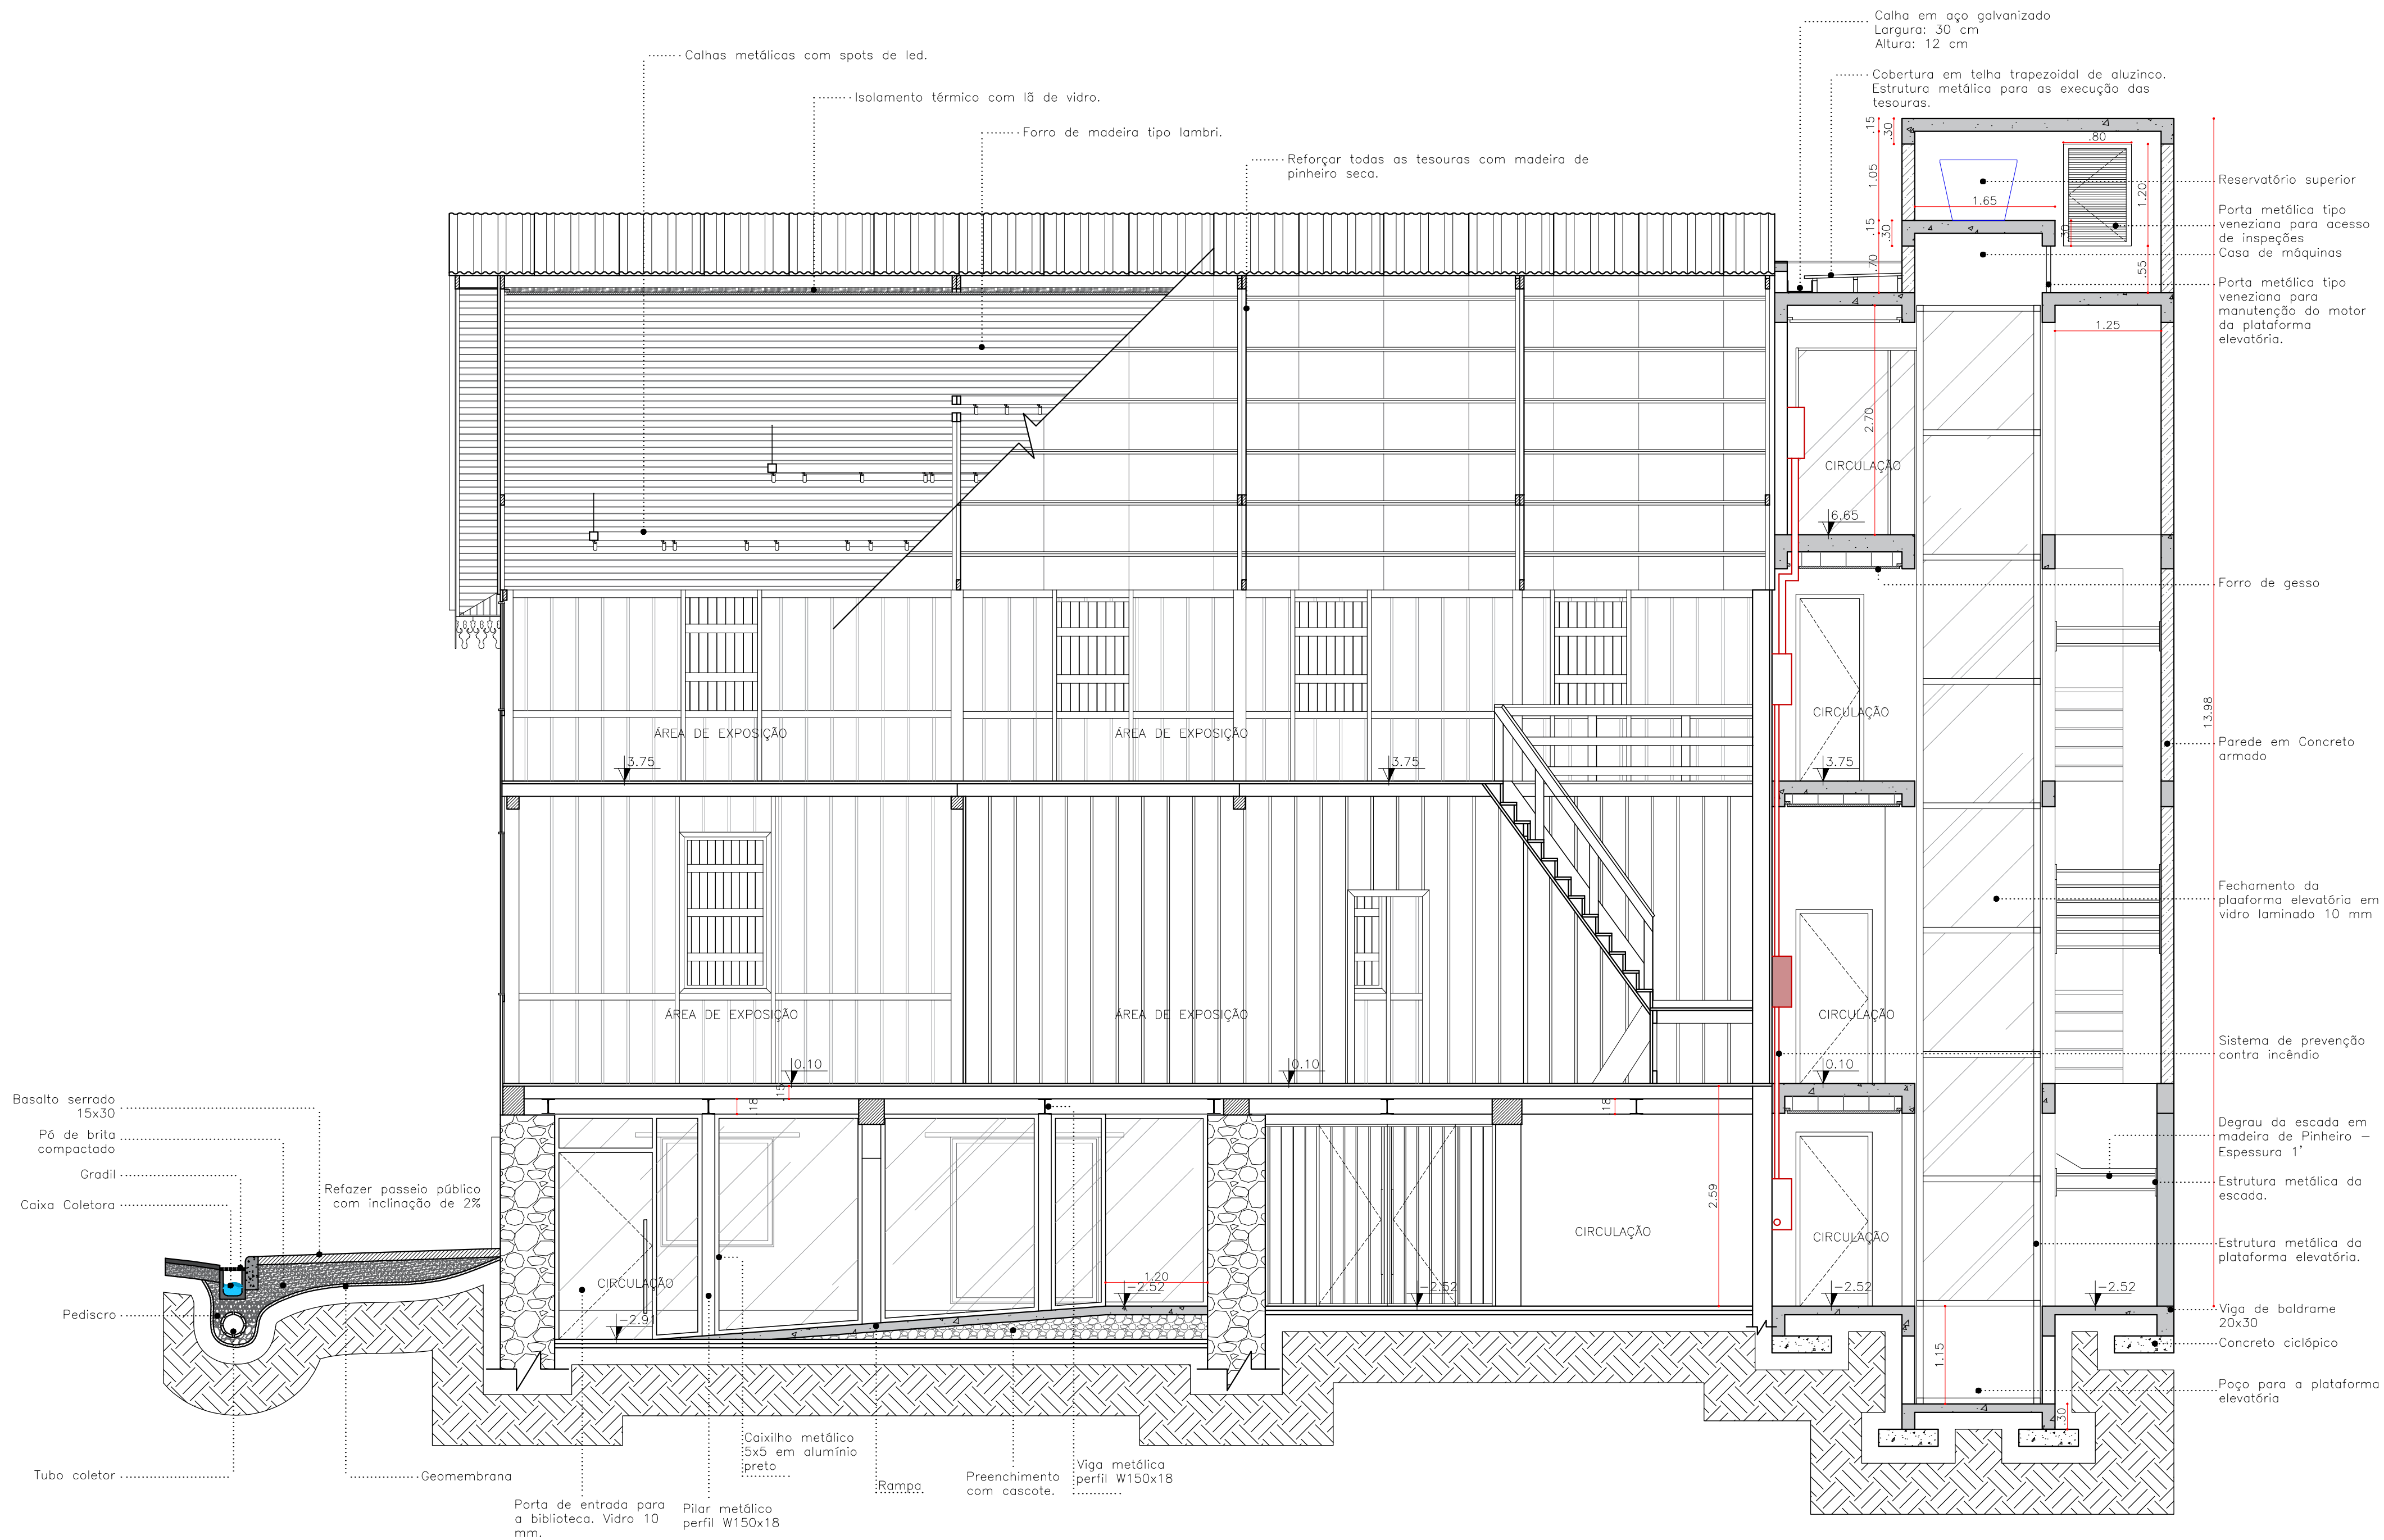 Calha em aço galvanizado
Largura: 30 cm
Altura: 12 cm
Calhas metálicas com spots de led.
Cobertura em telha trapezoidal de aluzinco.
Estrutura metálica para as execução das
tesouras.
Isolamento térmico com lã de vidro.
Forro de madeira tipo lambri.
Reforçar todas as tesouras com madeira de
pinheiro seca.
.15
.30
.80
1.05
1.20
1.65
.15
.30
.30
.70
.55
1.25
Reservatório superior
Porta metálica tipo
veneziana para acesso
de inspeções
Casa de máquinas
Porta metálica tipo
veneziana para
manutenção do motor
da plataforma
elevatória.
2.70
CIRCULAÇÃO
6.65
Forro de gesso
CIRCULAÇÃO
13.98
ÁREA DE EXPOSIÇÃO
ÁREA DE EXPOSIÇÃO
3.75
3.75
3.75
Parede em Concreto
armado
Fechamento da
plaaforma elevatória em
vidro laminado 10 mm
ÁREA DE EXPOSIÇÃO
ÁREA DE EXPOSIÇÃO
CIRCULAÇÃO
Sistema de prevenção
contra incêndio
0.10
0.10
0.10
.15
18
18
Basalto serrado
15x30
Pó de brita
compactado
Gradil
Caixa Coletora
Refazer passeio público
com inclinação de 2%
Pediscro
Tubo coletor
Geomembrana
2.59
Degrau da escada em
madeira de Pinheiro –
Espessura 1'
Estrutura metálica da
escada.
CIRCULAÇÃO
CIRCULAÇÃO
CIRCULAÇÃO
Estrutura metálica da
plataforma elevatória.
1.20
−2.52
−2.52
−2.52
−2.52
−2.91
Viga de baldrame
20x30
Concreto ciclópico
1.15
Poço para a plataforma
elevatória
.30
Porta de entrada para
a biblioteca. Vidro 10
mm.
Pilar metálico
perfil W150x18
Caixilho metálico
5x5 em alumínio
preto
Rampa
Preenchimento
com cascote.
Viga metálica
perfil W150x18